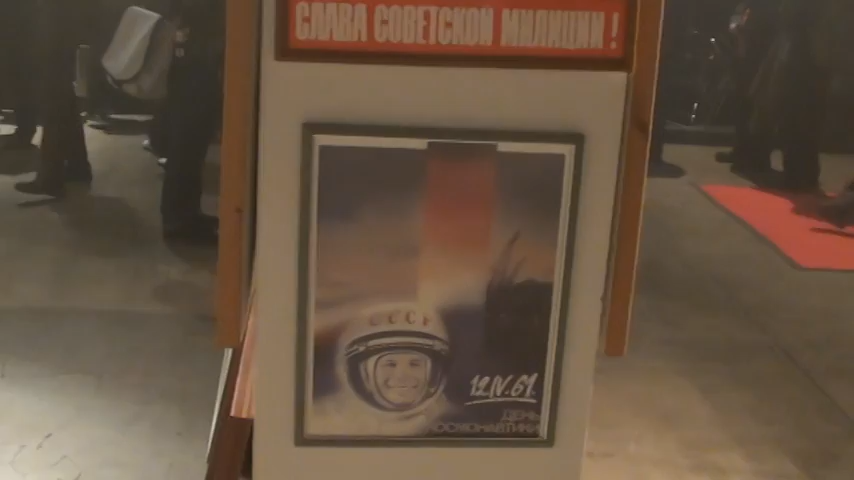 СЛАВА СОВЕТСКОЙ МИЛИЦИИ!
СССР
12.IV.61.
ДЕНЬ
КОСМОНАВТИКИ